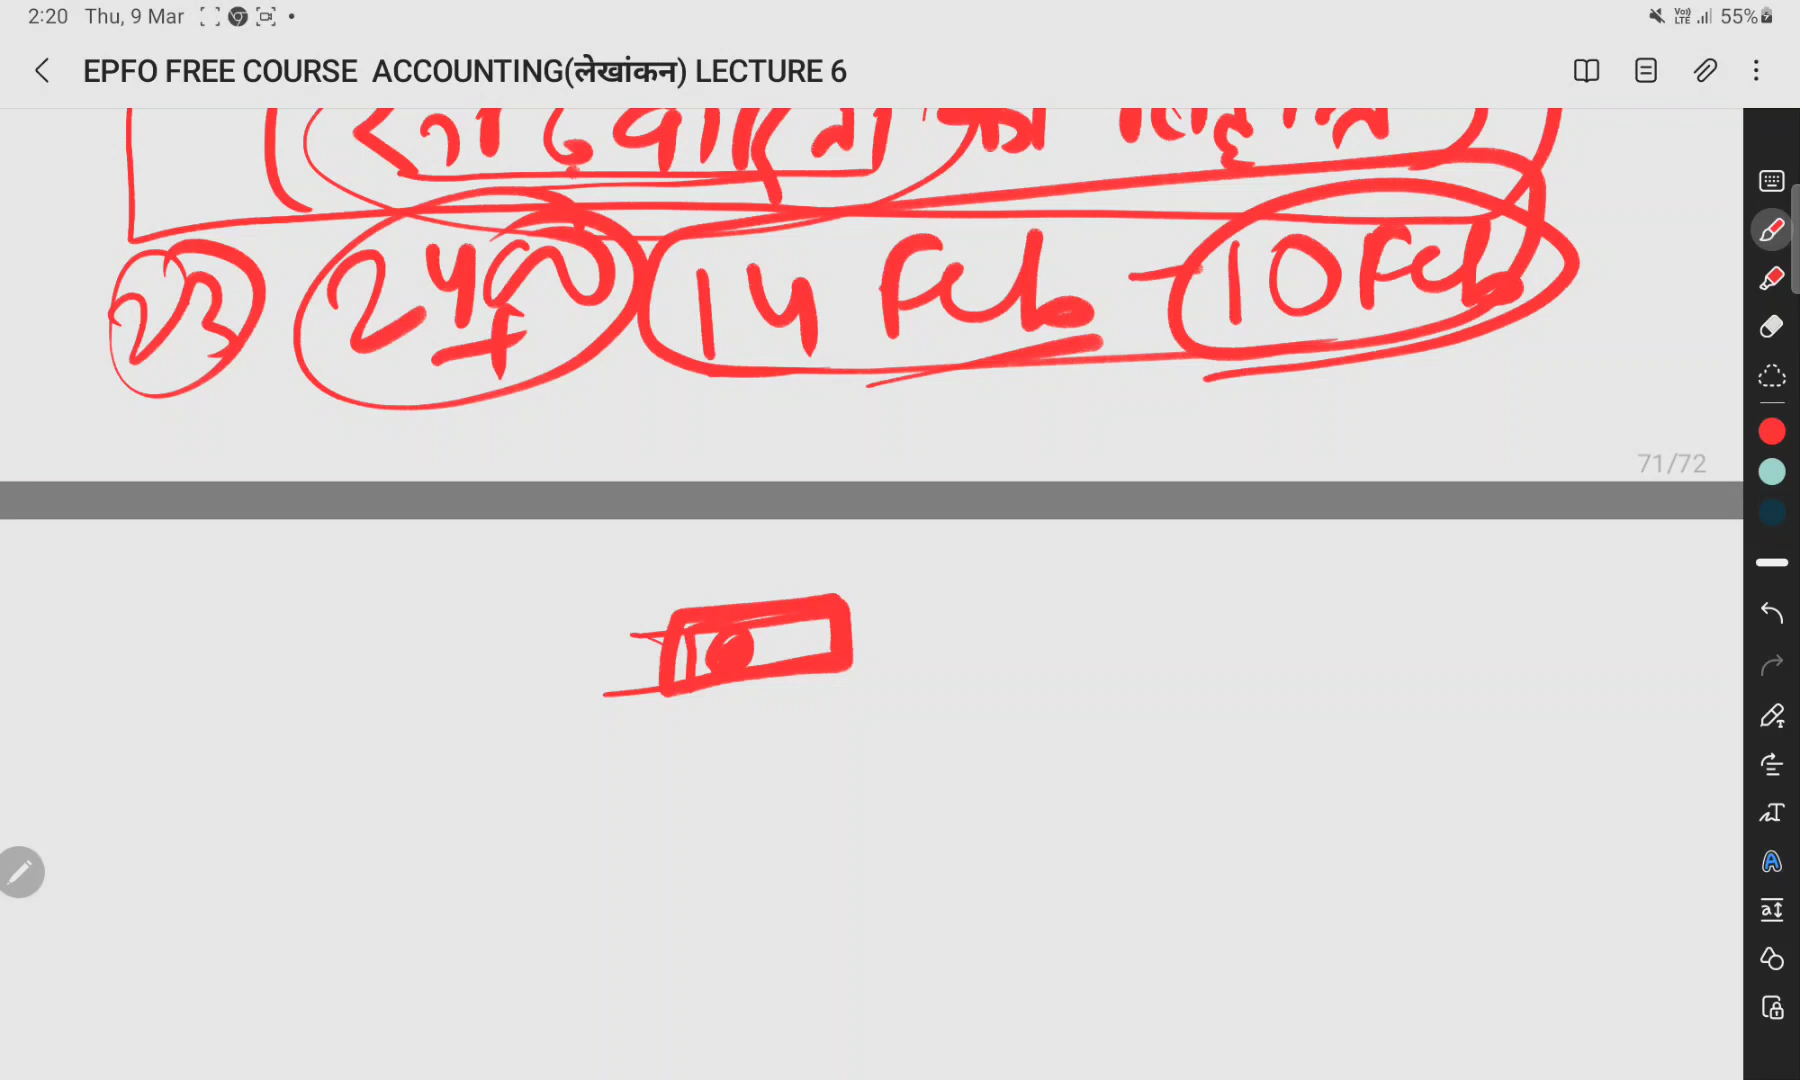 2:20 Thu, 9 Mar 55%
EPFO FREE COURSE ACCOUNTING(लेखांकन) LECTURE 6
रूढ़िवादिता का सिद्धांत
23 24 14 Feb - 10 Feb
71/72